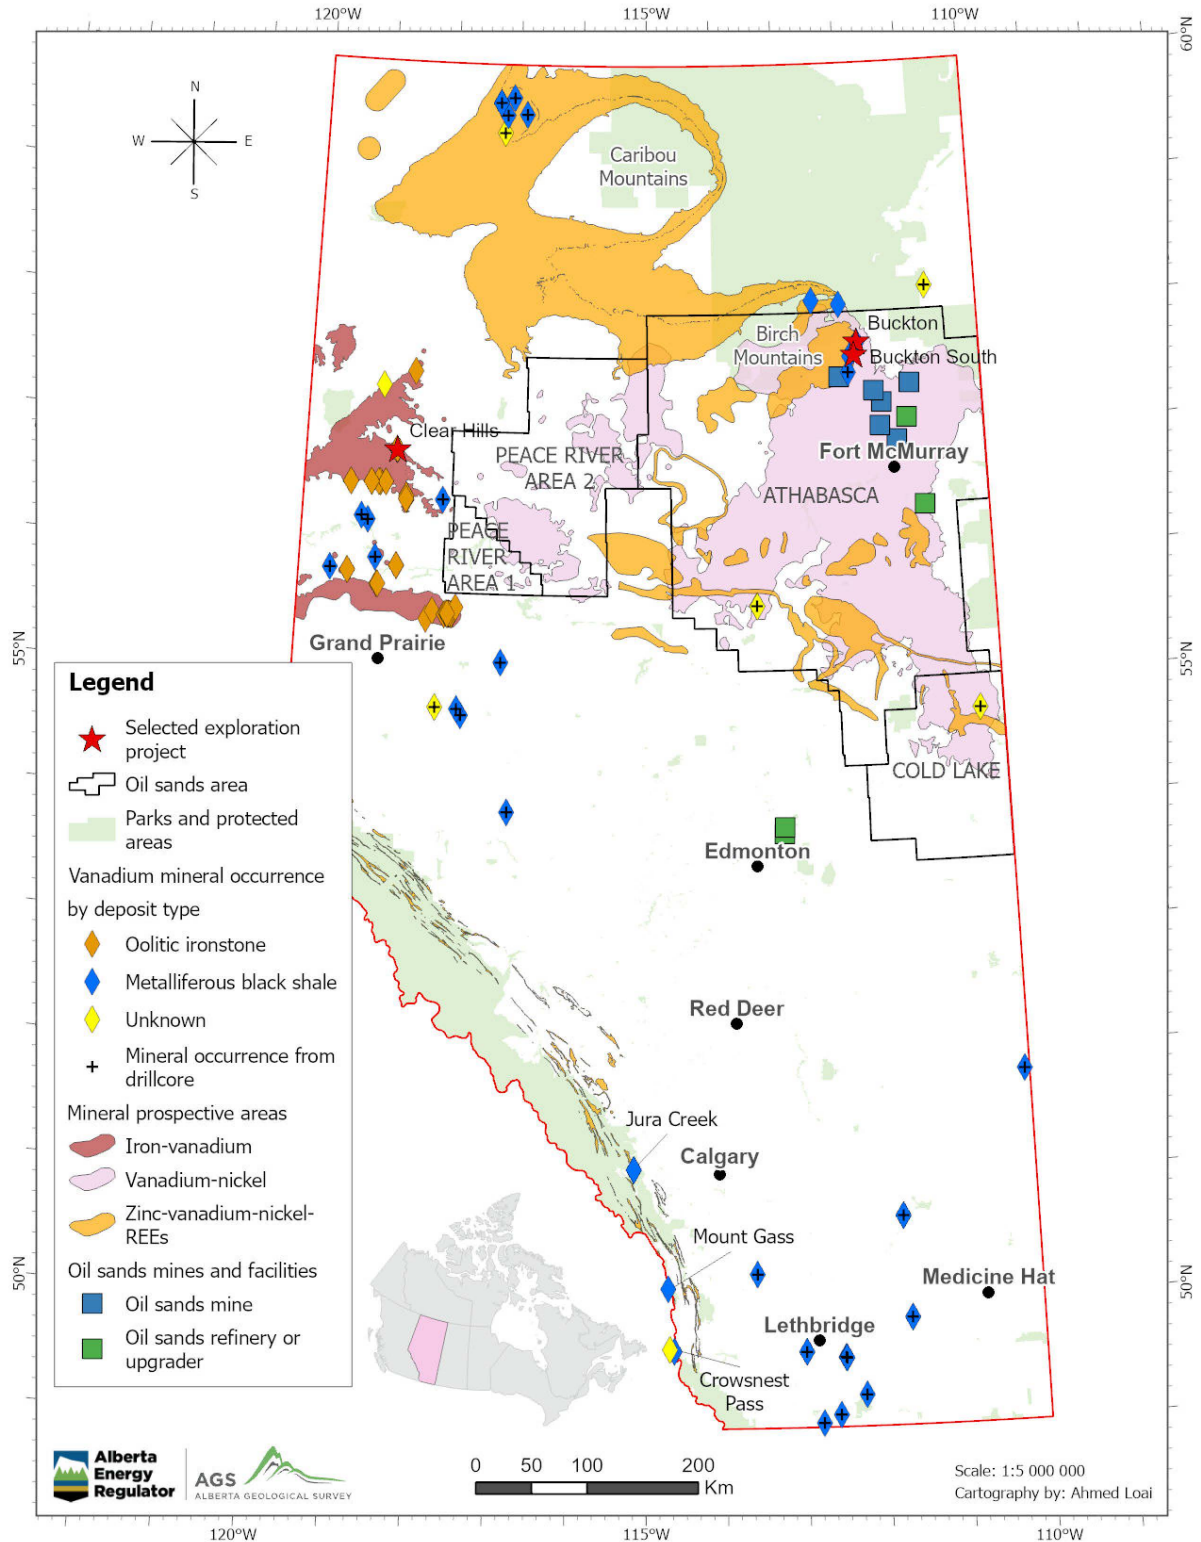 120°W
115°W
110°W
60°N
N
W
E
S
Caribou
Mountains
Buckton
Birch
Mountains
Buckton South
Clear Hills
PEACE RIVER
AREA 2
Fort McMurray
ATHABASCA
PEACE
RIVER
AREA 1
Grand Prairie
55°N
55°N
COLD LAKE
Edmonton
Red Deer
Jura Creek
Calgary
Mount Gass
Medicine Hat
Lethbridge
Crowsnest
Pass
50°N
50°N
Legend
Selected exploration
project
Oil sands area
Parks and protected
areas
Vanadium mineral occurrence
by deposit type
Oolitic ironstone
Metalliferous black shale
Unknown
Mineral occurrence from
drillcore
Mineral prospective areas
Iron-vanadium
Vanadium-nickel
Zinc-vanadium-nickel-
REEs
Oil sands mines and facilities
Oil sands mine
Oil sands refinery or
upgrader
Alberta
Energy
Regulator
AGS
ALBERTA GEOLOGICAL SURVEY
0 50 100 200
Km
Scale: 1:5 000 000
Cartography by: Ahmed Loai
120°W
115°W
110°W